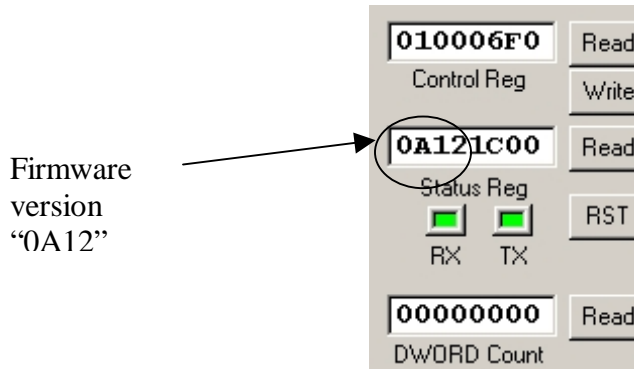 010006F0
Read
Control Reg
Write
0A121C00
Read
Firmware
version
“0A12”
Status Reg
RST
RX TX
00000000
Read
DWORD Count